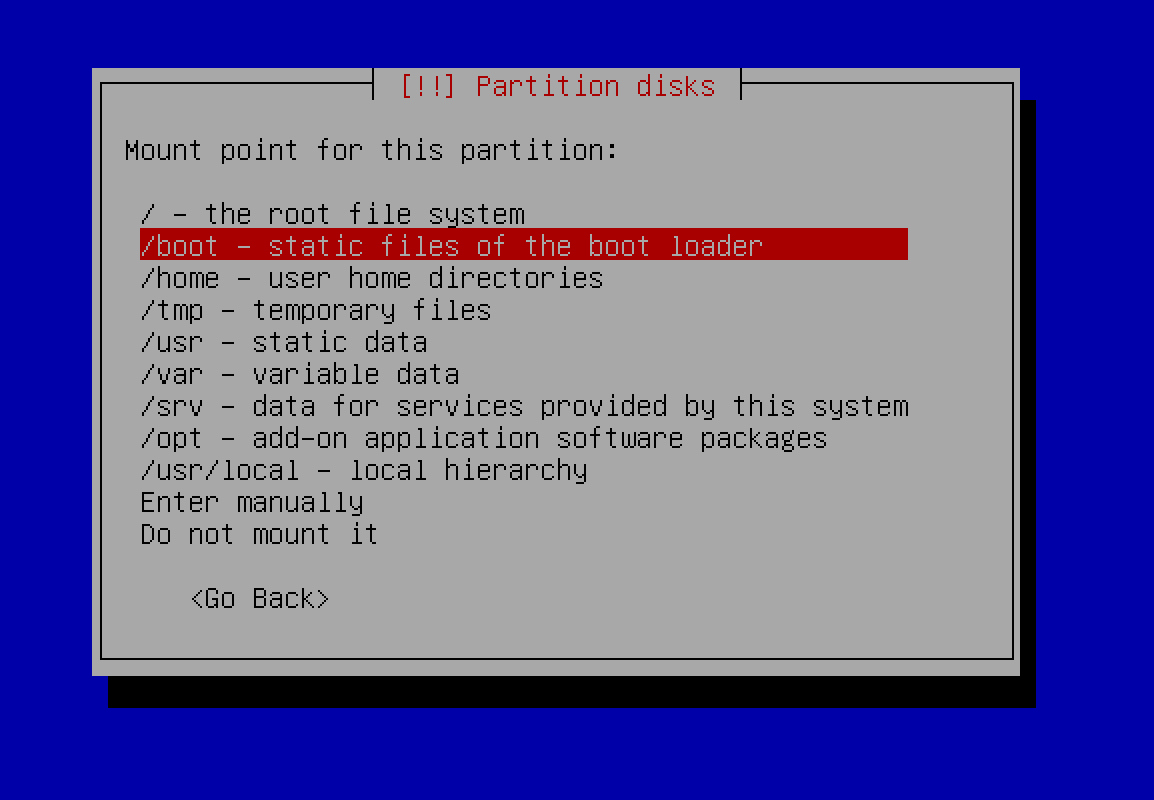 [!!] Partition disks
Mount point for this partition:
/ - the root file system
/boot - static files of the boot loader
/home - user home directories
/tmp - temporary files
/usr - static data
/var - variable data
/srv - data for services provided by this system
/opt - add-on application software packages
/usr/local - local hierarchy
Enter manually
Do not mount it
<Go Back>